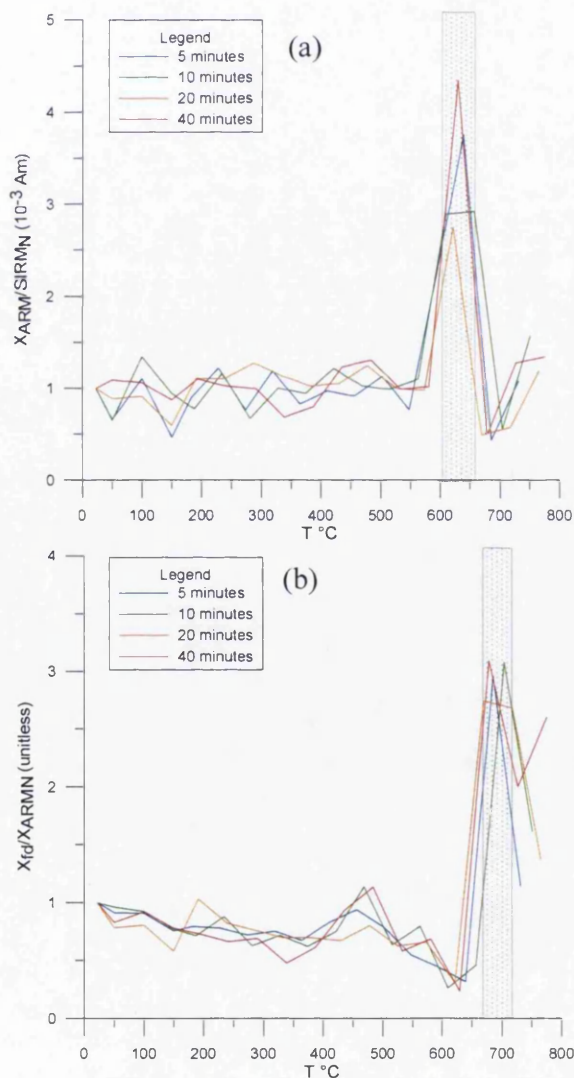 5
4
3
2
1
0
XARM/SIRMN (10⁻³ Am)
Legend
5 minutes
10 minutes
20 minutes
40 minutes
(a)
0 100 200 300 400 500 600 700 800
T °C
4
3
2
1
0
Xfd/XARMN (unitless)
Legend
5 minutes
10 minutes
20 minutes
40 minutes
(b)
0 100 200 300 400 500 600 700 800
T °C